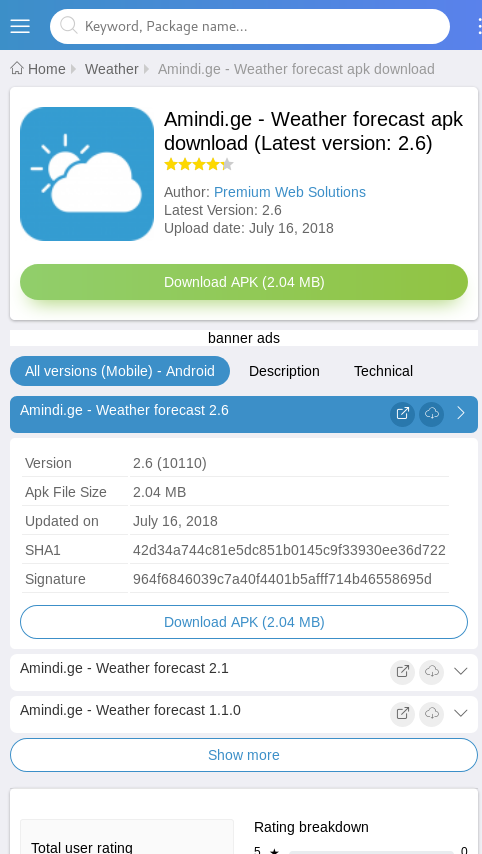 Keyword, Package name...
Home Weather Amindi.ge - Weather forecast apk download
Amindi.ge - Weather forecast apk
download (Latest version: 2.6)
Author: Premium Web Solutions
Latest Version: 2.6
Upload date: July 16, 2018
Download APK (2.04 MB)
banner ads
All versions (Mobile) - Android Description Technical
Amindi.ge - Weather forecast 2.6
Version 2.6 (10110)
Apk File Size 2.04 MB
Updated on July 16, 2018
SHA1 42d34a744c81e5dc851b0145c9f33930ee36d722
Signature 964f6846039c7a40f4401b5afff714b46558695d
Download APK (2.04 MB)
Amindi.ge - Weather forecast 2.1
Amindi.ge - Weather forecast 1.1.0
Show more
Rating breakdown
Total user rating
5 ★ 0